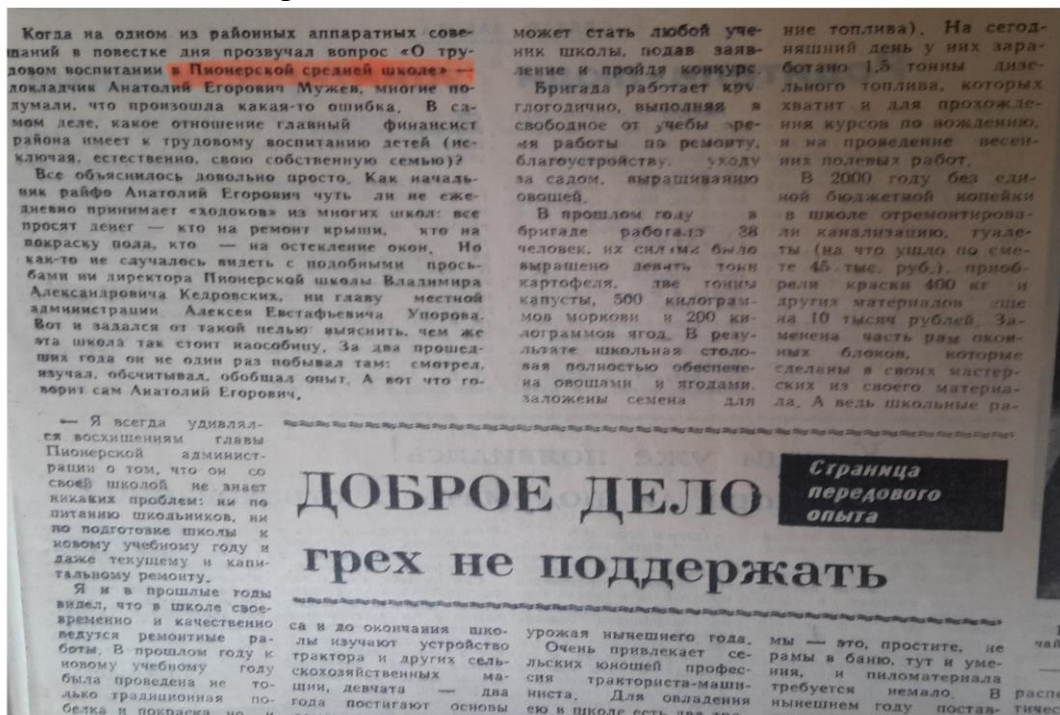 Когда на одном из районных аппаратных сове-
щаний в повестке дня прозвучал вопрос «О тру-
довом воспитании в Пионерской средней школе» —
докладчик Анатолий Егорович Мужев, многие по-
думали, что произошла какая-то ошибка. В са-
мом деле, какое отношение главный финансист
района имеет к трудовому воспитанию детей (ис-
ключая, естественно, свою собственную семью)?
Все объяснилось довольно просто. Как началь-
ник райфо Анатолий Егорович чуть ли не еже-
дневно принимает «ходоков» из многих школ: все
просят денег — кто на ремонт крыши, кто на
покраску пола, кто — на остекление окон. Но
как-то не случалось видеть с подобными прось-
бами ни директора Пионерской школы Владимира
Александровича Кедровских, ни главу местной
администрации Алексея Евстафьевича Упорова.
Вот и задался от такой целью: выяснить, чем же
эта школа так стоит наособицу. За два прошед-
ших года он не один раз побывал там: смотрел,
изучал, обсчитывал, обобщал опыт. А вот что го-
ворит сам Анатолий Егорович.
— Я всегда удивлял-
ся восхищениям главы
Пионерской админист-
рации о том, что он со
своей школой не знает
никаких проблем: ни по
питанию школьников, ни
по подготовке школы к
новому учебному году и
даже текущему и капи-
тальному ремонту.
Я и в прошлые годы
видел, что в школе свое-
временно и качественно
ведутся ремонтные ра-
боты. В прошлом году к
новому учебному году
была проведена не то-
лько традиционная по-
белка и покраска, но и
может стать любой уче-
ник школы, подав заяв-
ление и пройдя конкурс.
Бригада работает кру
глогодично, выполняя в
свободное от учебы вре-
мя работы по ремонту,
благоустройству, уходу
за садом, выращиванию
овощей.
В прошлом году в
бригаде работало 38
человек, их силами было
выращено девять тонн
картофеля, две тонны
капусты, 500 килограм-
мов моркови и 200 ки-
лограммов ягод. В резу-
льтате школьная столо-
вая полностью обеспече-
на овощами и ягодами,
заложены семена для
ние топлива). На сегод-
няшний день у них зара-
ботано 1,5 тонны дизе-
льного топлива, которых
хватит и для прохожде-
ния курсов по вождению,
и на проведение весен-
них полевых работ.
В 2000 году без еди-
ной бюджетной копейки
в школе отремонтирова-
ли канализацию, туале-
ты (на что ушло по сме-
те 45 тыс. руб.), приоб-
рели краски 400 кг и
других материалов еще
на 10 тысяч рублей. За-
менена часть рам окон-
ных блоков, которые
сделаны в своих мастер-
ских из своего материа-
ла. А ведь школьные ра-
ДОБРОЕ ДЕЛО
грех не поддержать
Страница
передового
опыта
са и до окончания шко-
лы изучают устройство
трактора и других сель-
скохозяйственных ма-
шин, девчата — два
года постигают основы
урожая нынешнего года.
Очень привлекает се-
льских юношей профес-
сия тракториста-маши-
ниста. Для овладения
ею в школе есть два
мы — это, простите, не
рамы в баню, тут и уме-
ния, и пиломатериала
требуется немало. В
нынешнем году постав-